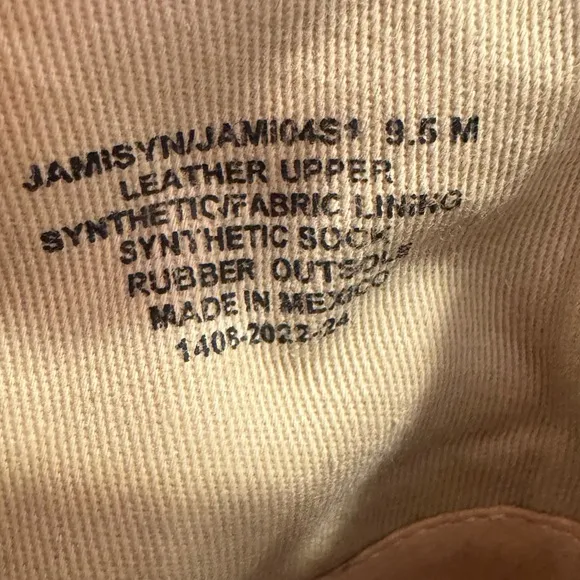 JAMISYN/JAMI04S1 9.5 M
LEATHER UPPER
SYNTHETIC/FABRIC LINING
SYNTHETIC SOCK
RUBBER OUTSOLE
MADE IN MEXICO
1408-2022-24